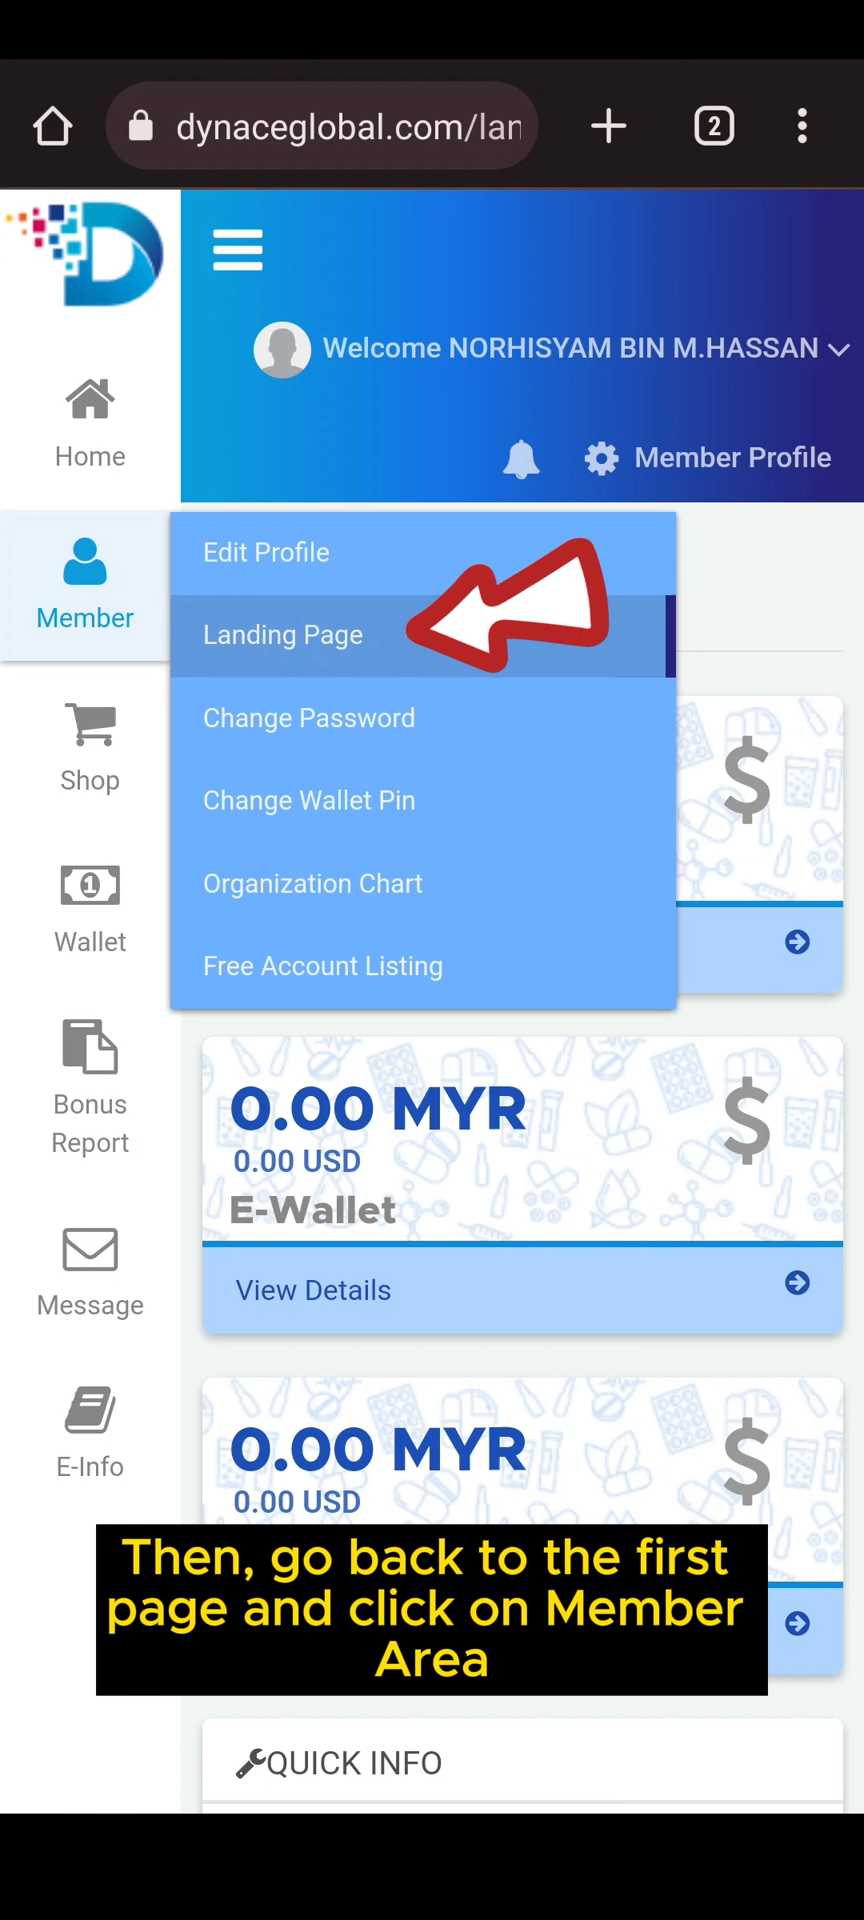 2
dynaceglobal.com/lan
Welcome NORHISYAM BIN M.HASSAN
Member Profile
Home
Member
Shop
Wallet
Bonus
Report
Message
E-Info
Edit Profile
Landing Page
Change Password
Change Wallet Pin
Organization Chart
Free Account Listing
0.00 MYR
0.00 USD
E-Wallet
View Details
0.00 MYR
0.00 USD
Then, go back to the first
page and click on Member
Area
QUICK INFO